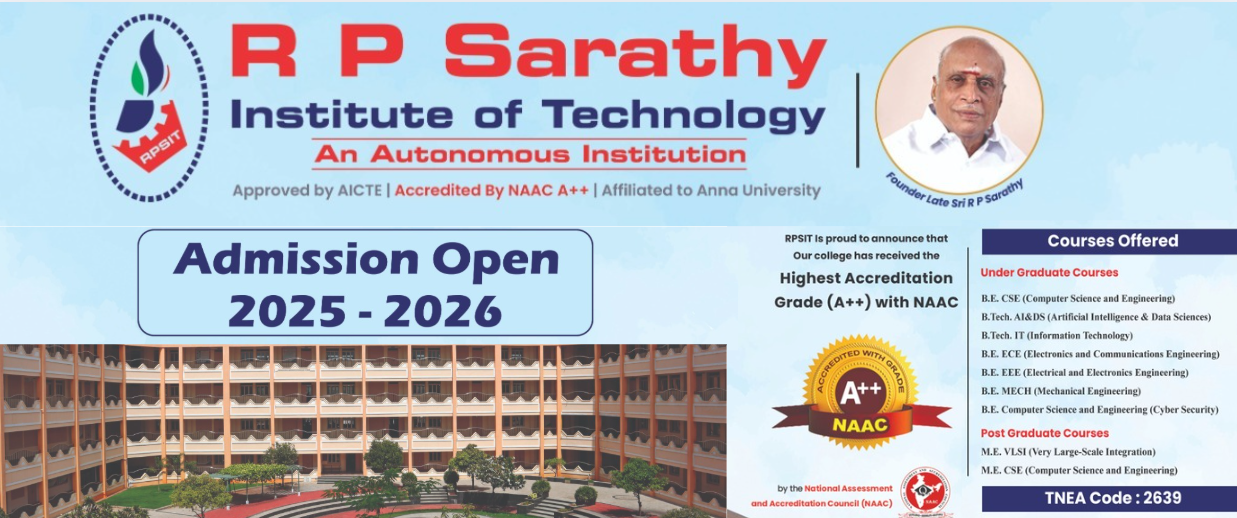 RPSIT
R P Sarathy
Institute of Technology
An Autonomous Institution
Approved by AICTE | Accredited By NAAC A++ | Affiliated to Anna University
Founder Late Sri R P Sarathy
Admission Open
2025 - 2026
RPSIT Is proud to announce that
Our college has received the
Highest Accreditation
Grade (A++) with NAAC
ACCREDITED WITH GRADE
A++
NAAC
by the National Assessment
and Accreditation Council (NAAC)
NAAC
Courses Offered
Under Graduate Courses
B.E. CSE (Computer Science and Engineering)
B.Tech. AI&DS (Artificial Intelligence & Data Sciences)
B.Tech. IT (Information Technology)
B.E. ECE (Electronics and Communications Engineering)
B.E. EEE (Electrical and Electronics Engineering)
B.E. MECH (Mechanical Engineering)
B.E. Computer Science and Engineering (Cyber Security)
Post Graduate Courses
M.E. VLSI (Very Large-Scale Integration)
M.E. CSE (Computer Science and Engineering)
TNEA Code : 2639